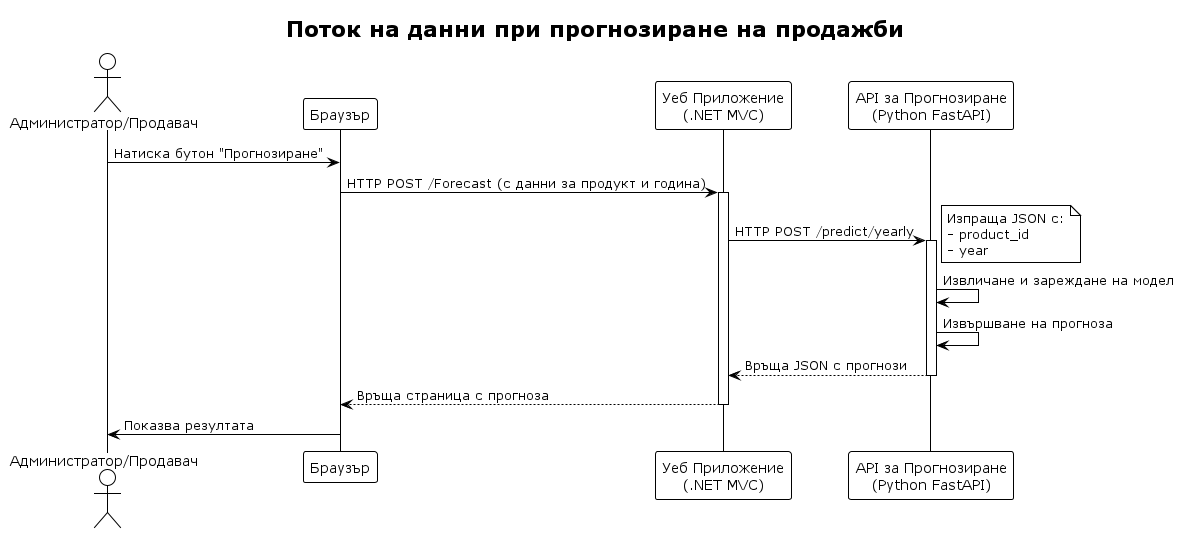 Поток на данни при прогнозиране на продажби
Администратор/Продавач
Браузър
Уеб Приложение
(.NET MVC)
API за Прогнозиране
(Python FastAPI)
Натиска бутон "Прогнозиране"
HTTP POST /Forecast (с данни за продукт и година)
HTTP POST /predict/yearly
Изпраща JSON с:
- product_id
- year
Извличане и зареждане на модел
Извършване на прогноза
Връща JSON с прогнози
Връща страница с прогноза
Показва резултата
Администратор/Продавач
Браузър
Уеб Приложение
(.NET MVC)
API за Прогнозиране
(Python FastAPI)